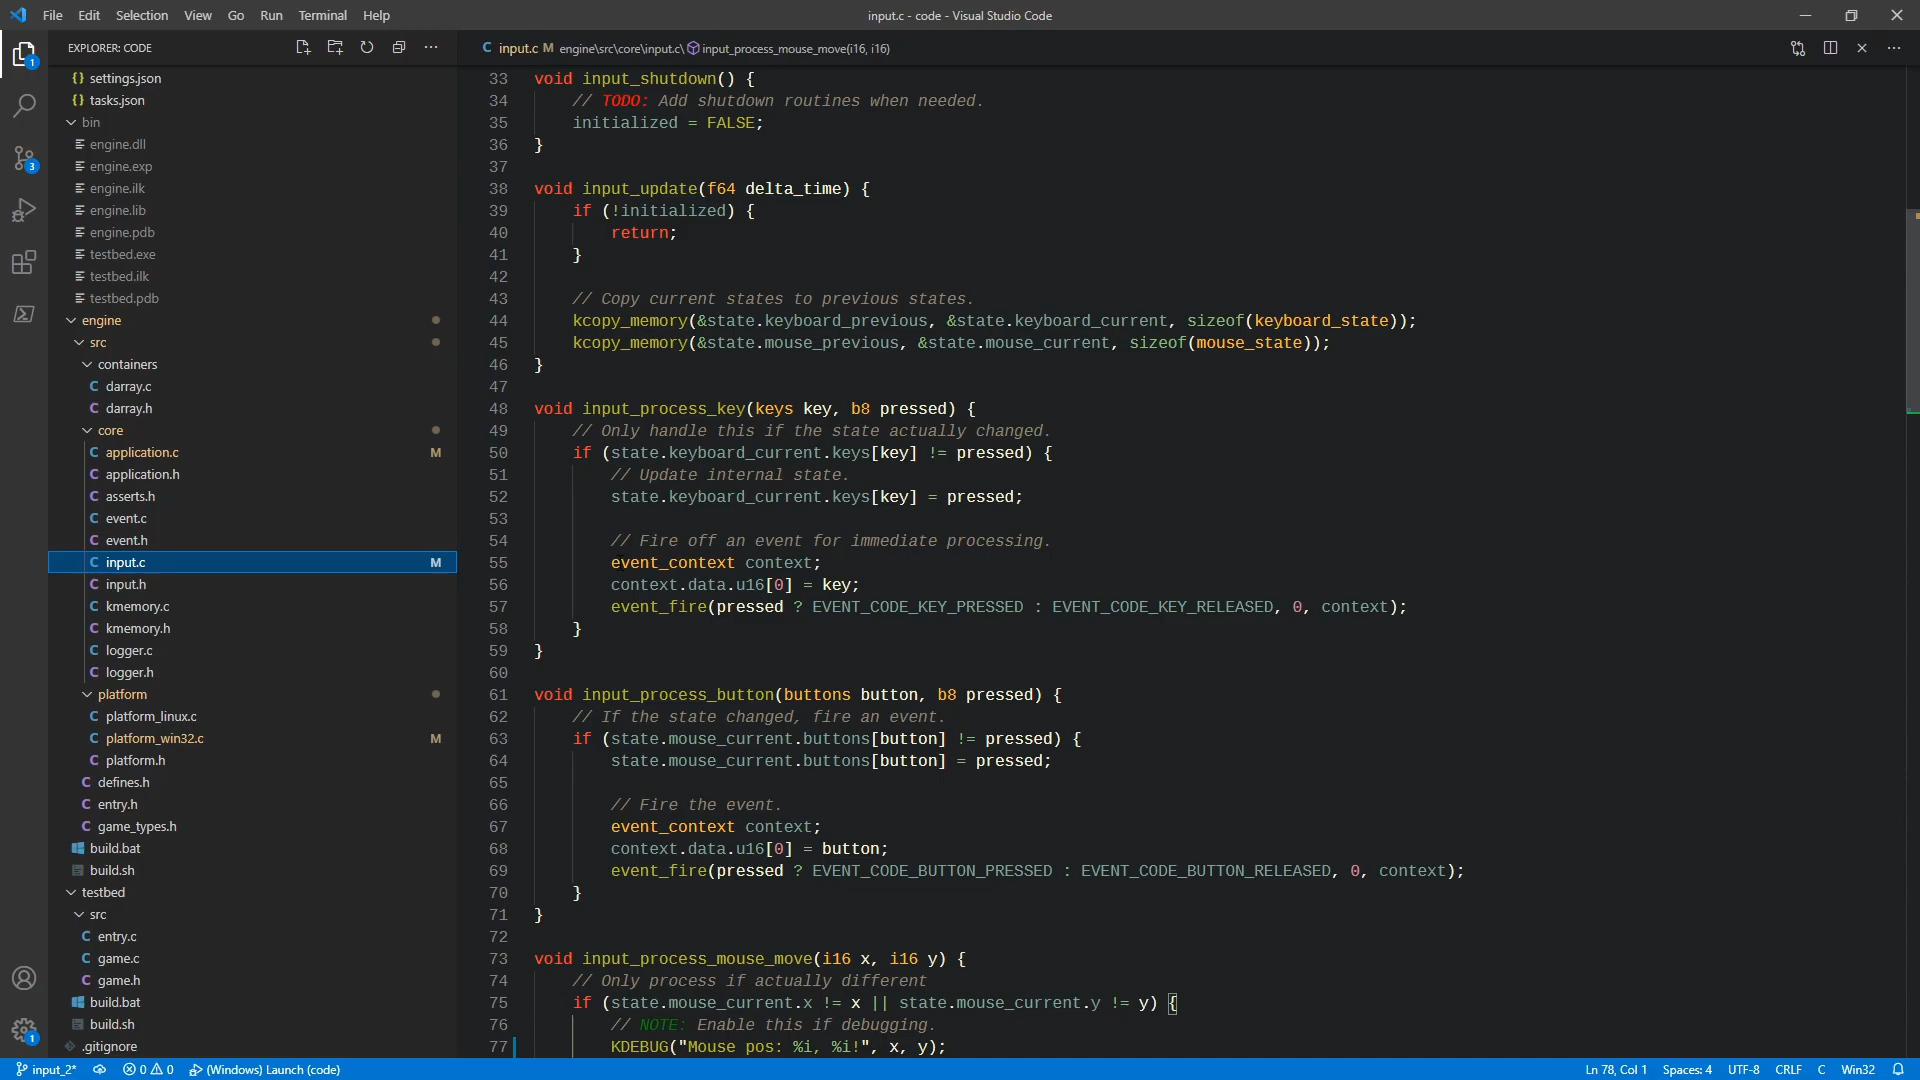 File Edit Selection View Go Run Terminal Help
input.c - code - Visual Studio Code
EXPLORER: CODE
input.c M engine\src\core\input.c\ input_process_mouse_move(i16, i16)
settings.json
tasks.json
bin
engine.dll
engine.exp
engine.ilk
engine.lib
engine.pdb
testbed.exe
testbed.ilk
testbed.pdb
engine
src
containers
C darray.c
C darray.h
core
C application.c M
C application.h
C asserts.h
C event.c
C event.h
C input.c M
C input.h
C kmemory.c
C kmemory.h
C logger.c
C logger.h
platform
C platform_linux.c
C platform_win32.c M
C platform.h
C defines.h
C entry.h
C game_types.h
build.bat
build.sh
testbed
src
C entry.c
C game.c
C game.h
build.bat
build.sh
.gitignore
1
3
1
33 void input_shutdown() {
34 // TODO: Add shutdown routines when needed.
35 initialized = FALSE;
36 }
37
38 void input_update(f64 delta_time) {
39 if (!initialized) {
40 return;
41 }
42
43 // Copy current states to previous states.
44 kcopy_memory(&state.keyboard_previous, &state.keyboard_current, sizeof(keyboard_state));
45 kcopy_memory(&state.mouse_previous, &state.mouse_current, sizeof(mouse_state));
46 }
47
48 void input_process_key(keys key, b8 pressed) {
49 // Only handle this if the state actually changed.
50 if (state.keyboard_current.keys[key] != pressed) {
51 // Update internal state.
52 state.keyboard_current.keys[key] = pressed;
53
54 // Fire off an event for immediate processing.
55 event_context context;
56 context.data.u16[0] = key;
57 event_fire(pressed ? EVENT_CODE_KEY_PRESSED : EVENT_CODE_KEY_RELEASED, 0, context);
58 }
59 }
60
61 void input_process_button(buttons button, b8 pressed) {
62 // If the state changed, fire an event.
63 if (state.mouse_current.buttons[button] != pressed) {
64 state.mouse_current.buttons[button] = pressed;
65
66 // Fire the event.
67 event_context context;
68 context.data.u16[0] = button;
69 event_fire(pressed ? EVENT_CODE_BUTTON_PRESSED : EVENT_CODE_BUTTON_RELEASED, 0, context);
70 }
71 }
72
73 void input_process_mouse_move(i16 x, i16 y) {
74 // Only process if actually different
75 if (state.mouse_current.x != x || state.mouse_current.y != y) {
76 // NOTE: Enable this if debugging.
77 KDEBUG("Mouse pos: %i, %i!", x, y);
input_2* 0 0 (Windows) Launch (code)
Ln 78, Col 1 Spaces: 4 UTF-8 CRLF C Win32